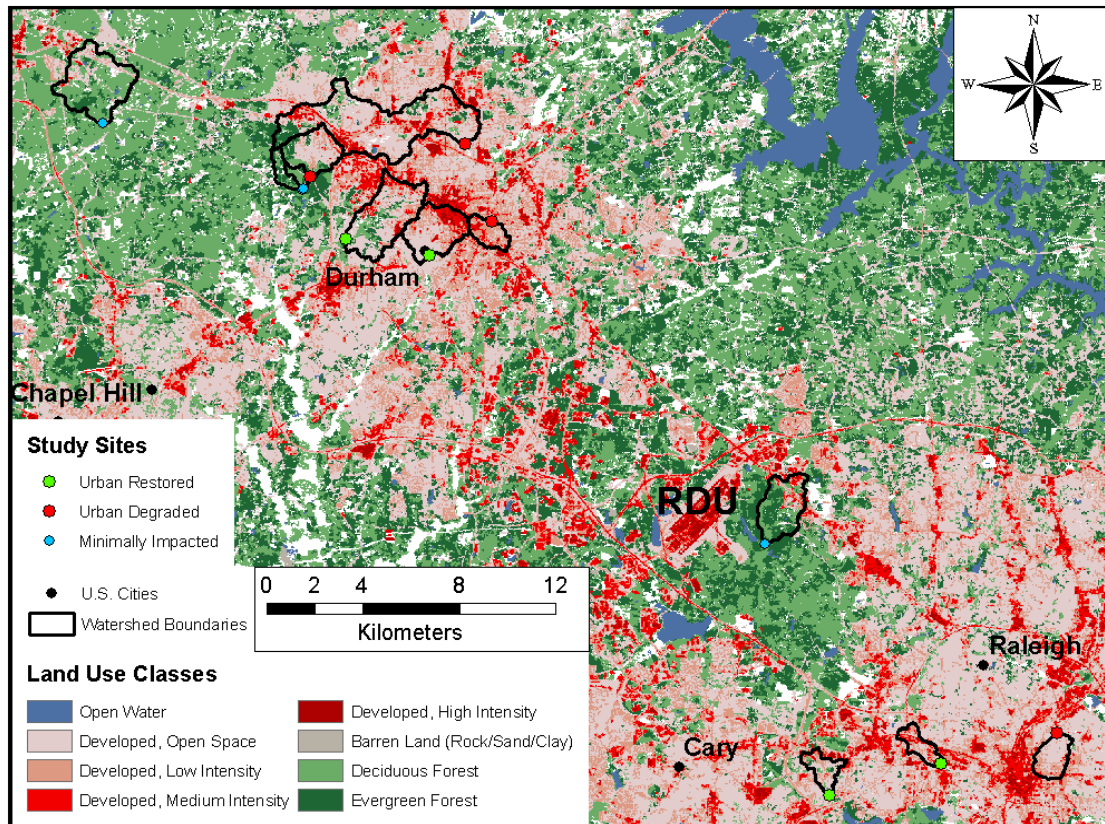 N
W
E
S
Durham
Chapel Hill
RDU
Raleigh
Cary
Study Sites
Urban Restored
Urban Degraded
Minimally Impacted
U.S. Cities
Watershed Boundaries
0 2 4 8 12
Kilometers
Land Use Classes
Open Water
Developed, Open Space
Developed, Low Intensity
Developed, Medium Intensity
Developed, High Intensity
Barren Land (Rock/Sand/Clay)
Deciduous Forest
Evergreen Forest